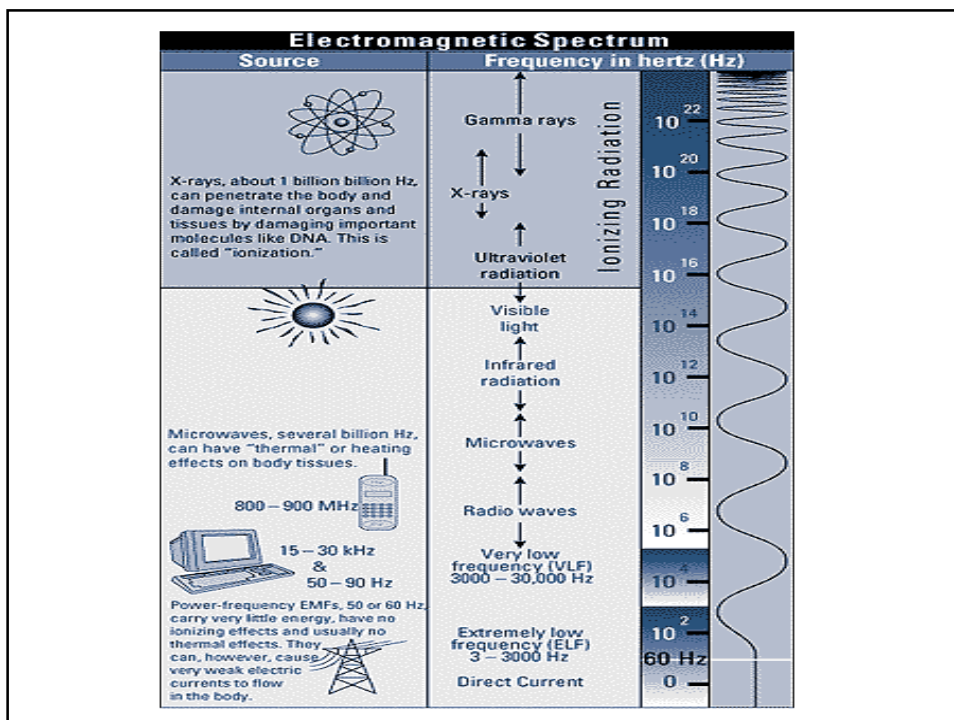 Electromagnetic Spectrum
Source
Frequency in hertz (Hz)
X-rays, about 1 billion billion Hz,
can penetrate the body and
damage internal organs and
tissues by damaging important
molecules like DNA. This is
called "ionization."
Microwaves, several billion Hz,
can have "thermal" or heating
effects on body tissues.
800 – 900 MHz
15 – 30 kHz
&
50 – 90 Hz
Power-frequency EMFs, 50 or 60 Hz,
carry very little energy, have no
ionizing effects and usually no
thermal effects. They
can, however, cause
very weak electric
currents to flow
in the body.
Gamma rays
X-rays
Ultraviolet
radiation
Visible
light
Infrared
radiation
Microwaves
Radio waves
Very low
frequency (VLF)
3000 – 30,000 Hz
Extremely low
frequency (ELF)
3 – 3000 Hz
Direct Current
Ionizing Radiation
10 22
10 20
10 18
10 16
10 14
10 12
10 10
10 8
10 6
10 4
10 2
60 Hz
0